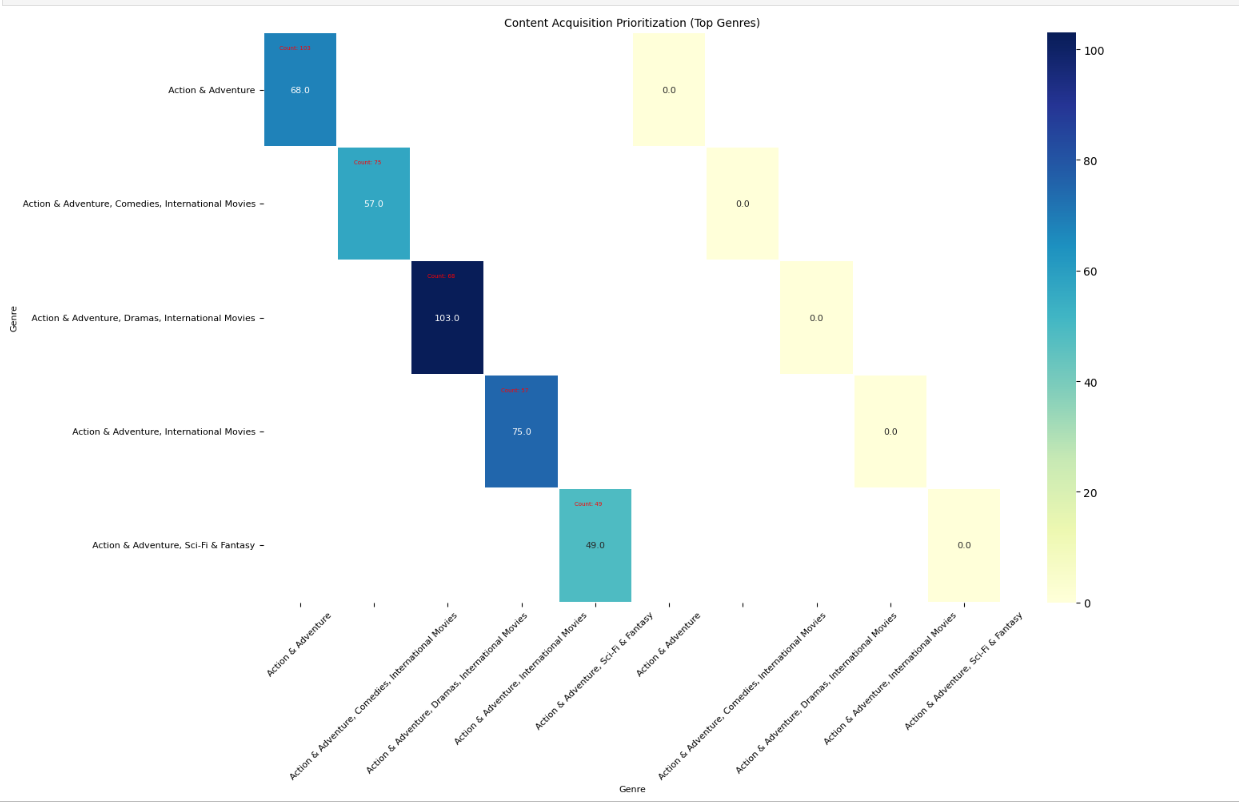 Content Acquisition Prioritization (Top Genres)
Action & Adventure
68.0
0.0
Count: 75
Action & Adventure, Comedies, International Movies
57.0
0.0
Action & Adventure, Dramas, International Movies
103.0
0.0
Action & Adventure, International Movies
75.0
0.0
Count: 49
Action & Adventure, Sci-Fi & Fantasy
49.0
0.0
Genre
Action & Adventure
Action & Adventure, Comedies, International Movies
Action & Adventure, Dramas, International Movies
Action & Adventure, International Movies
Action & Adventure, Sci-Fi & Fantasy
Action & Adventure
Action & Adventure, Comedies, International Movies
Action & Adventure, Dramas, International Movies
Action & Adventure, International Movies
Action & Adventure, Sci-Fi & Fantasy
Genre
100
80
60
40
20
0